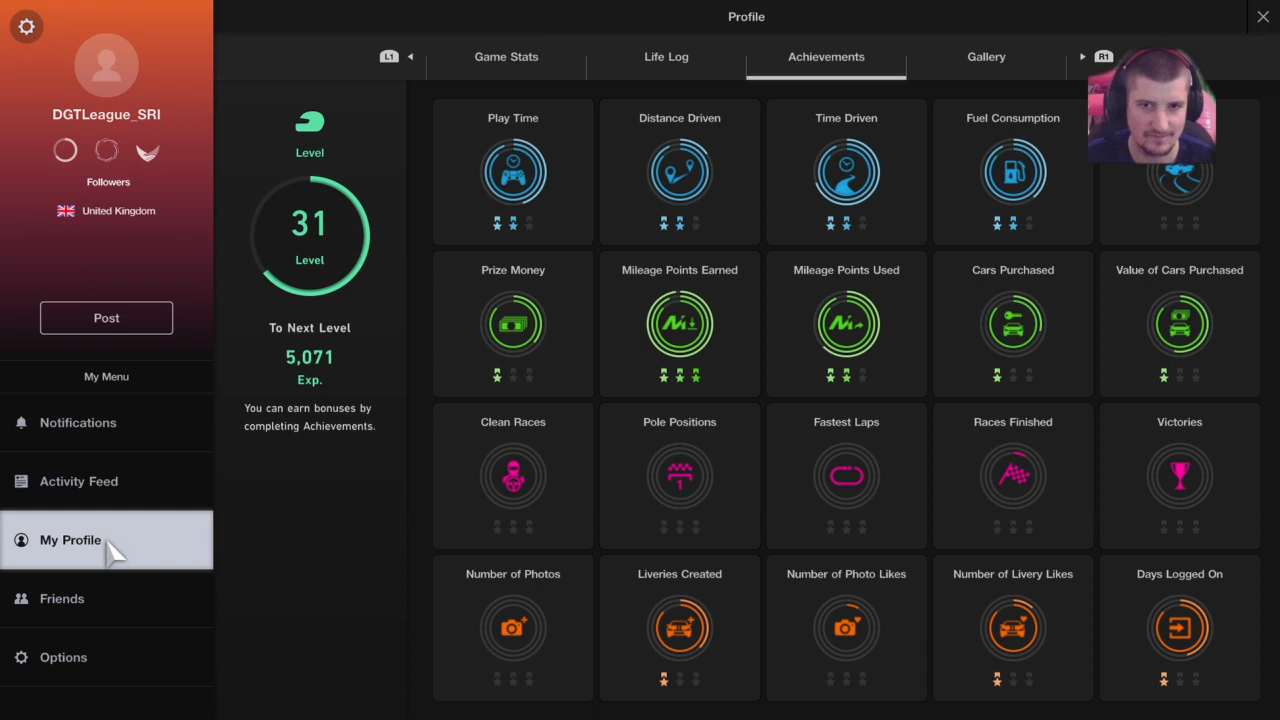 Profile
L1
Game Stats
Life Log
Achievements
Gallery
R1
DGTLeague_SRI
Followers
United Kingdom
Post
My Menu
Notifications
Activity Feed
My Profile
Friends
Options
Level
31
Level
To Next Level
5,071
Exp.
You can earn bonuses by
completing Achievements.
Play Time
Distance Driven
Time Driven
Fuel Consumption
Prize Money
Mileage Points Earned
Mileage Points Used
Cars Purchased
Value of Cars Purchased
Clean Races
Pole Positions
1
Fastest Laps
Races Finished
Victories
Number of Photos
Liveries Created
Number of Photo Likes
Number of Livery Likes
Days Logged On